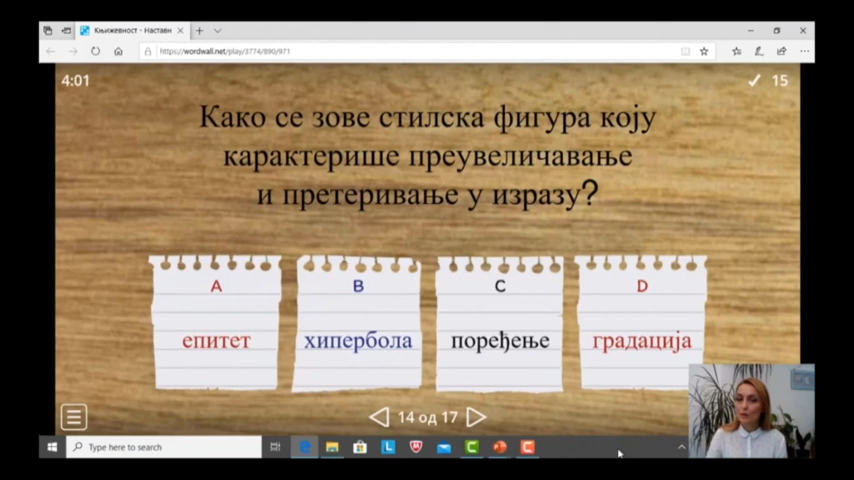 Књижевност - Наставн
https://wordwall.net/play/3774/890/971
4:01
15
Како се зове стилска фигура коју
карактерише преувеличавање
и претеривање у изразу?
A
B
C
D
епитет
хипербола
поређење
градација
14 од 17
Type here to search